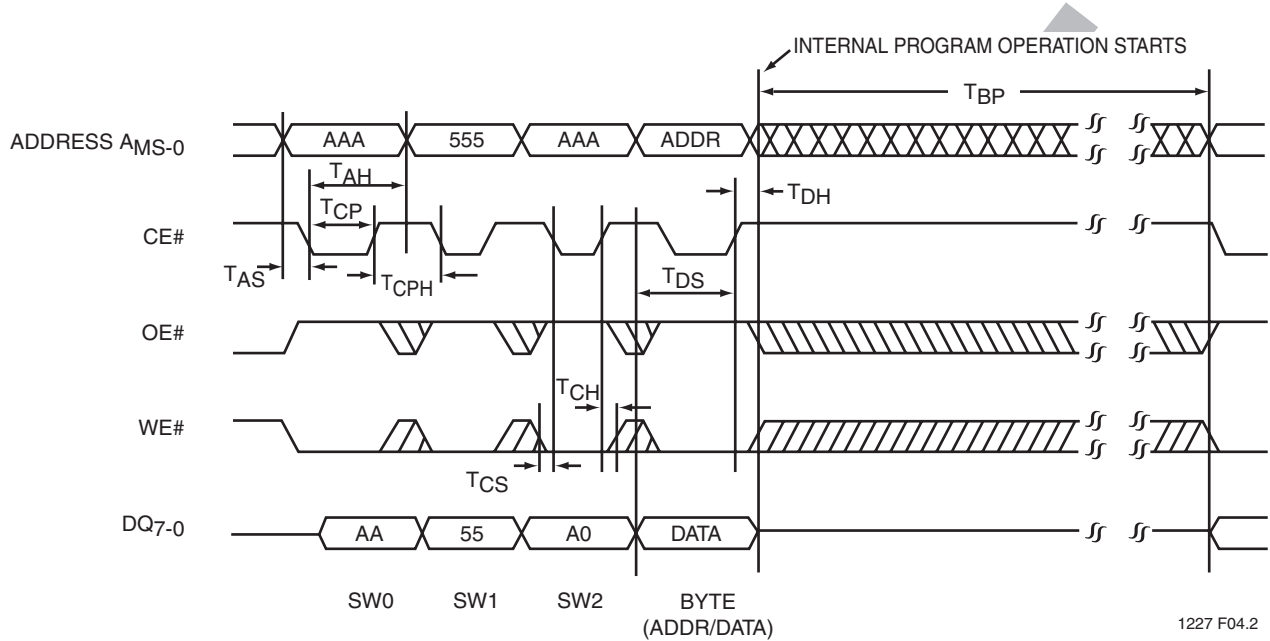 INTERNAL PROGRAM OPERATION STARTS
TBP
ADDRESS AMS-0
AAA
555
AAA
ADDR
TAH
TDH
TCP
CE#
TAS
TCPH
TDS
OE#
TCH
WE#
TCS
DQ7-0
AA
55
A0
DATA
SW0
SW1
SW2
BYTE
(ADDR/DATA)
1227 F04.2